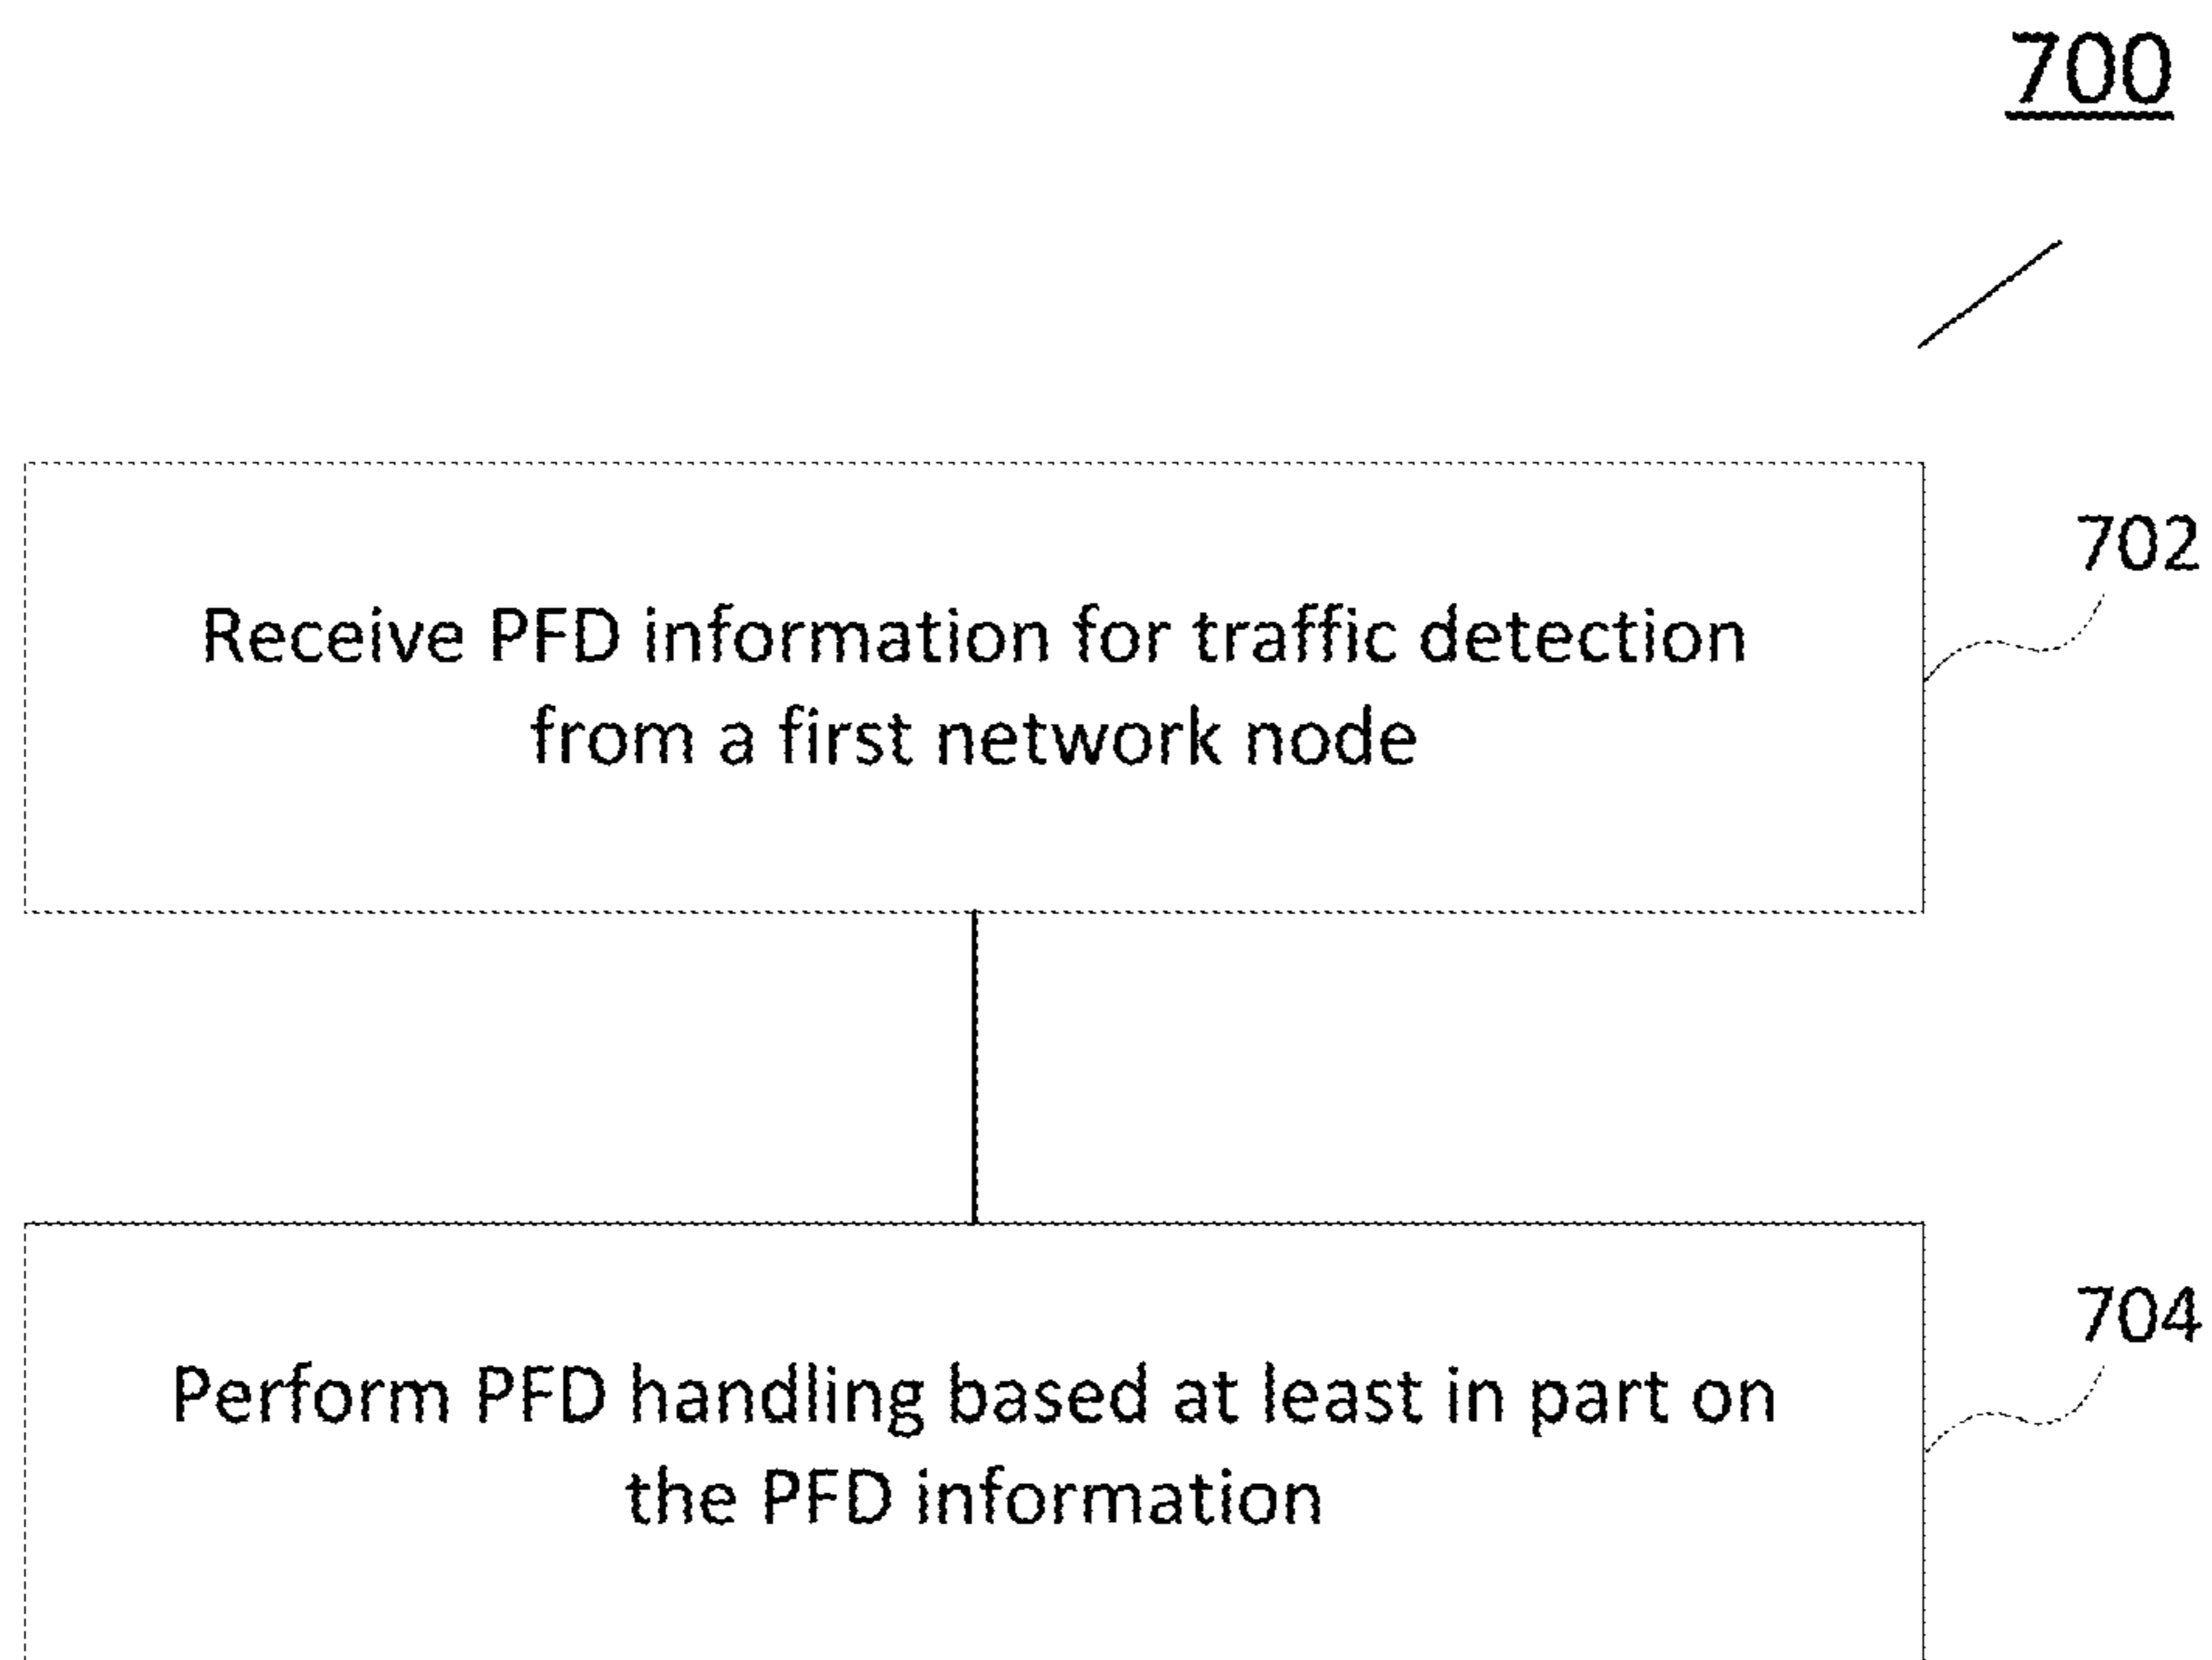 700
702
Receive PFD information for traffic detection
from a first network node
704
Perform PFD handling based at least in part on
the PFD information